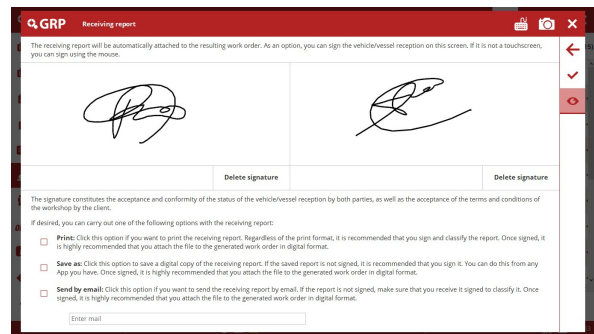 GRP Receiving report
The receiving report will be automatically attached to the resulting work order. As an option, you can sign the vehicle/vessel reception on this screen. If it is not a touchscreen,
you can sign using the mouse.
Delete signature Delete signature
The signature constitutes the acceptance and conformity of the status of the vehicle/vessel reception by both parties, as well as the acceptance of the terms and conditions of
the workshop by the client.
If desired, you can carry out one of the following options with the receiving report:
Print: Click this option if you want to print the receiving report. Regardless of the print format, it is recommended that you sign and classify the report. Once signed, it
is highly recommended that you attach the file to the generated work order in digital format.
Save as: Click this option to save a digital copy of the receiving report. If the saved report is not signed, it is recommended that you sign it. You can do this from any
App you have. Once signed, it is highly recommended that you attach the file to the generated work order in digital format.
Send by email: Click this option if you want to send the receiving report by email. If the report is not signed, make sure that you receive it signed to classify it. Once
signed, it is highly recommended that you attach the file to the generated work order in digital format.
Enter mail